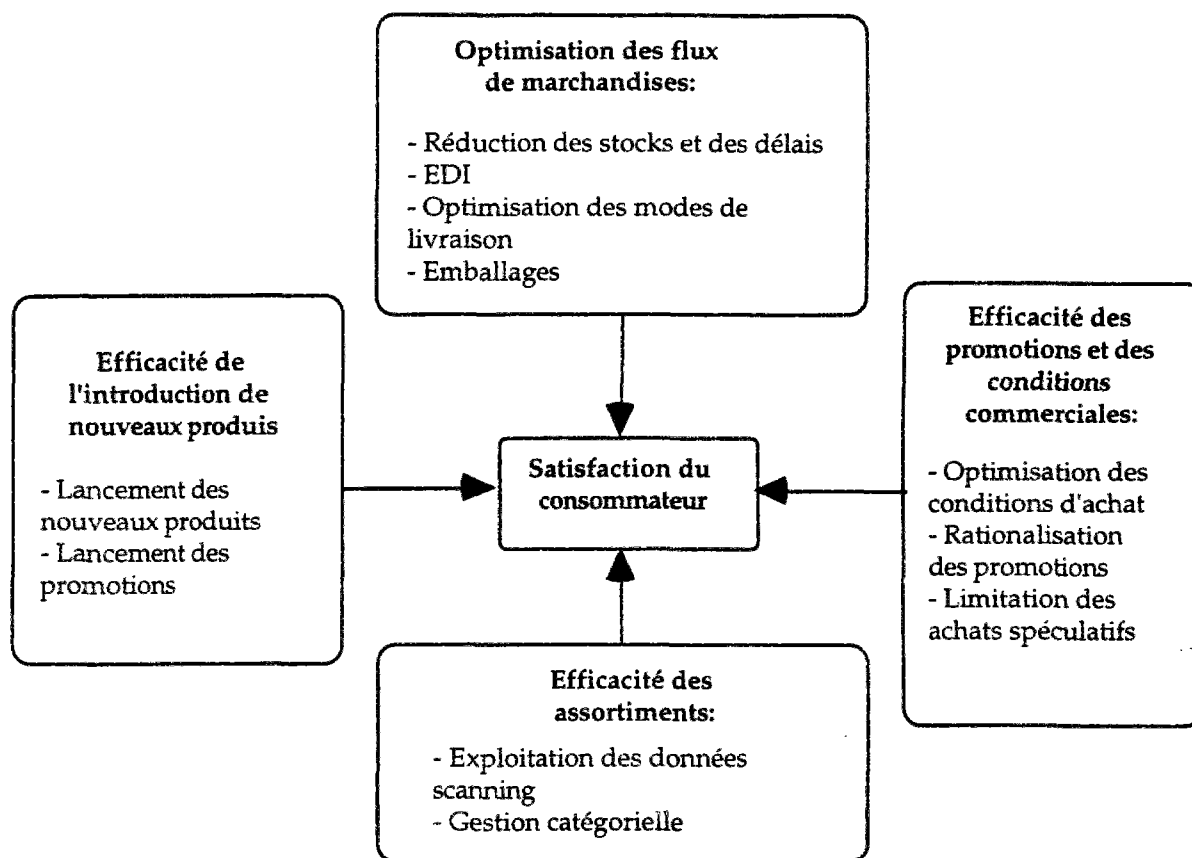 Optimisation des flux
de marchandises:
- Réduction des stocks et des délais
- EDI
- Optimisation des modes de
livraison
- Emballages
Efficacité de
l'introduction de
nouveaux produis
- Lancement des
nouveaux produits
- Lancement des
promotions
Satisfaction du
consommateur
Efficacité des
promotions et des
conditions
commerciales:
- Optimisation des
conditions d'achat
- Rationalisation
des promotions
- Limitation des
achats spéculatifs
Efficacité des
assortiments:
- Exploitation des données
scanning
- Gestion catégorielle